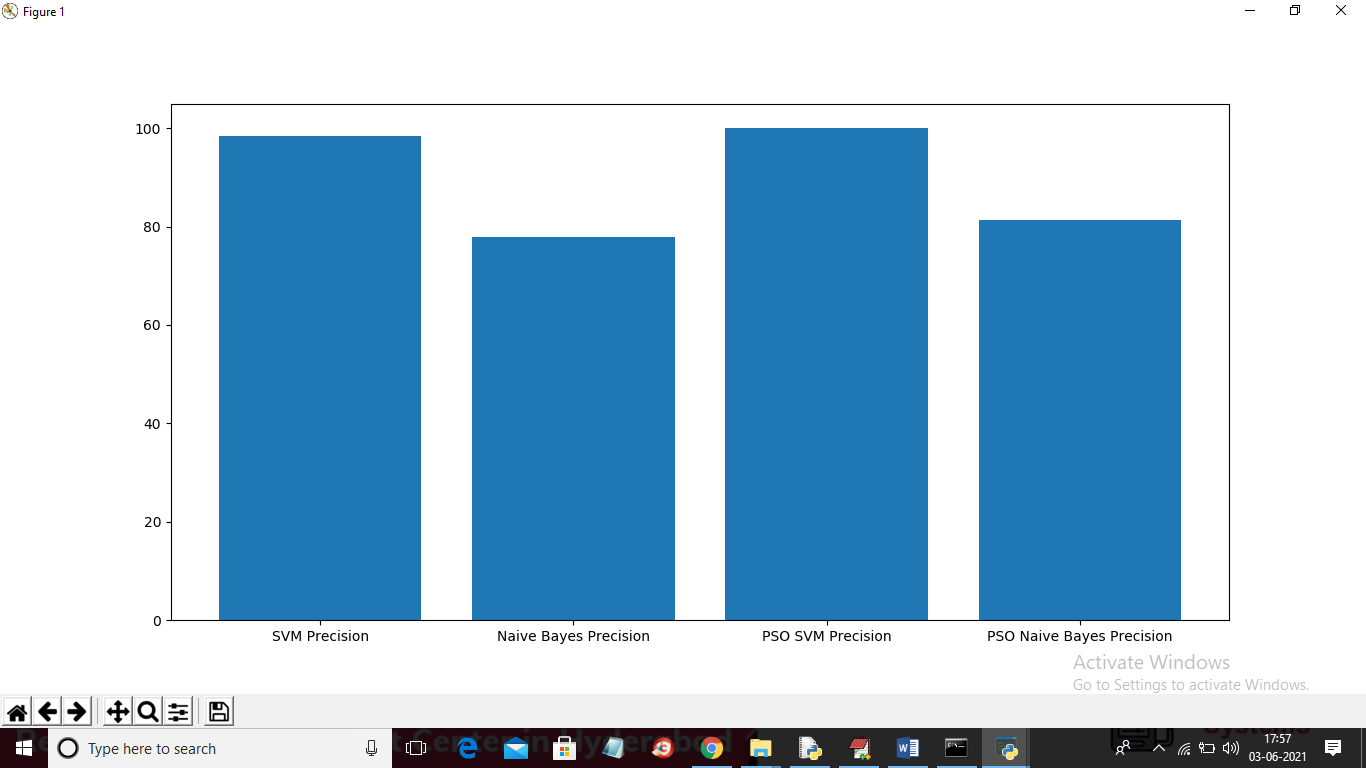 Figure 1
100
80
60
40
20
0
SVM Precision
Naive Bayes Precision
PSO SVM Precision
PSO Naive Bayes Precision
Activate Windows
Go to Settings to activate Windows.
Type here to search
17:57
03-06-2021